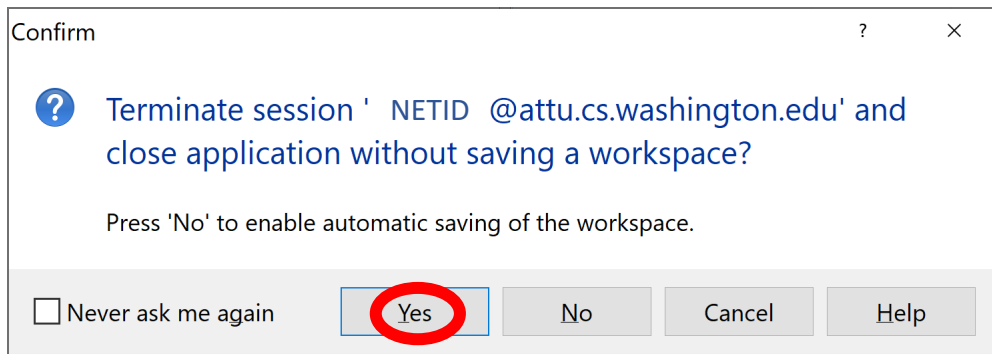 Confirm ? ×
Terminate session ' NETID @attu.cs.washington.edu' and
close application without saving a workspace?
Press 'No' to enable automatic saving of the workspace.
Never ask me again Yes No Cancel Help